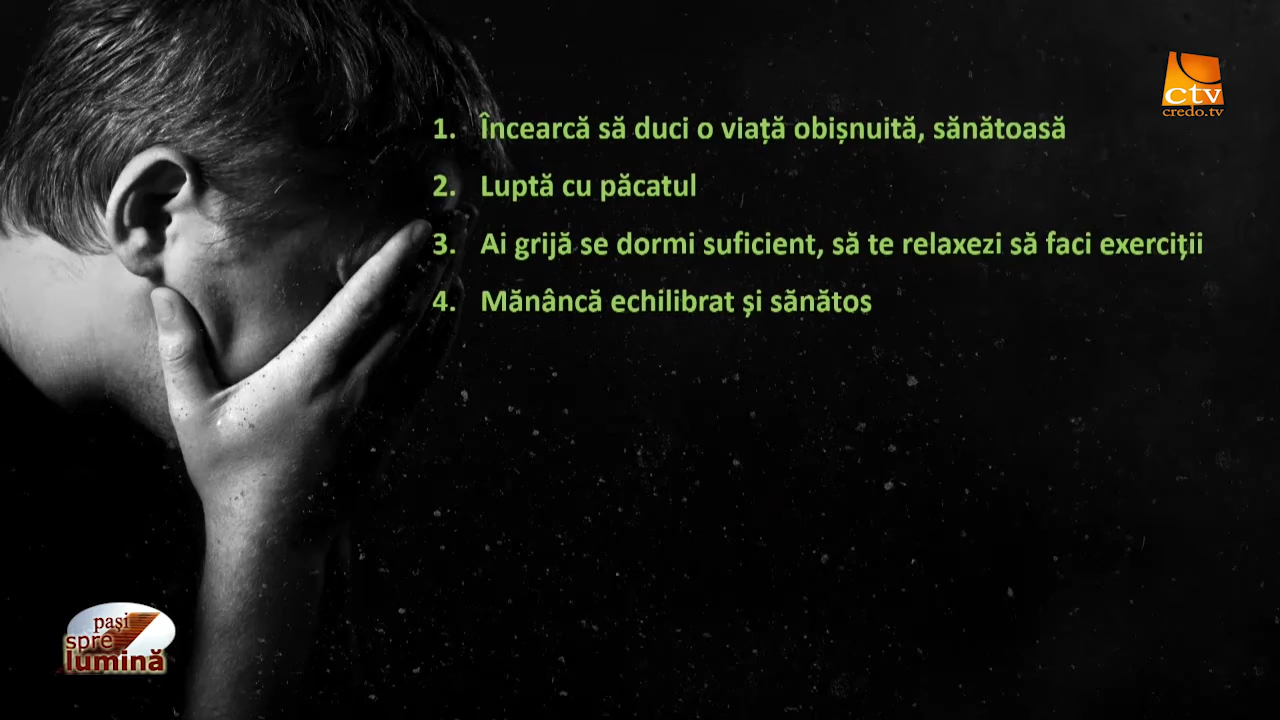 ctv
credo.tv
1. Încearcă să duci o viață obișnuită, sănătoasă
2. Luptă cu păcatul
3. Ai grijă se dormi suficient, să te relaxezi să faci exerciții
4. Mănâncă echilibrat și sănătos
pași
spre
lumină